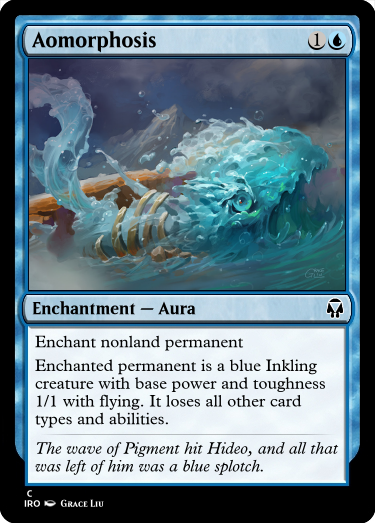 Aomorphosis 1
Enchantment — Aura
Enchant nonland permanent
Enchanted permanent is a blue Inkling
creature with base power and toughness
1/1 with flying. It loses all other card
types and abilities.
The wave of Pigment hit Hideo, and all that
was left of him was a blue splotch.
C
IRO Grace Liu